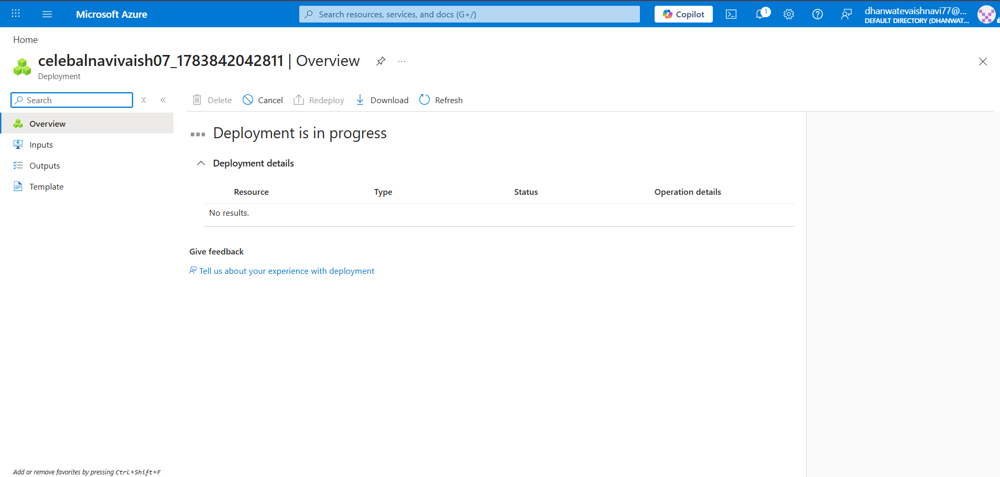 Microsoft Azure
Search resources, services, and docs (G+/)
Copilot
1
dhanwatevaishnavi77@...
DEFAULT DIRECTORY (DHANWAT...
Home
celebalnavivaish07_1783842042811 | Overview
...
Deployment
Search
Delete
Cancel
Redeploy
Download
Refresh
Overview
Inputs
Outputs
Template
Deployment is in progress
Deployment details
Resource Type Status Operation details
No results.
Give feedback
Tell us about your experience with deployment
Add or remove favorites by pressing Ctrl+Shift+F